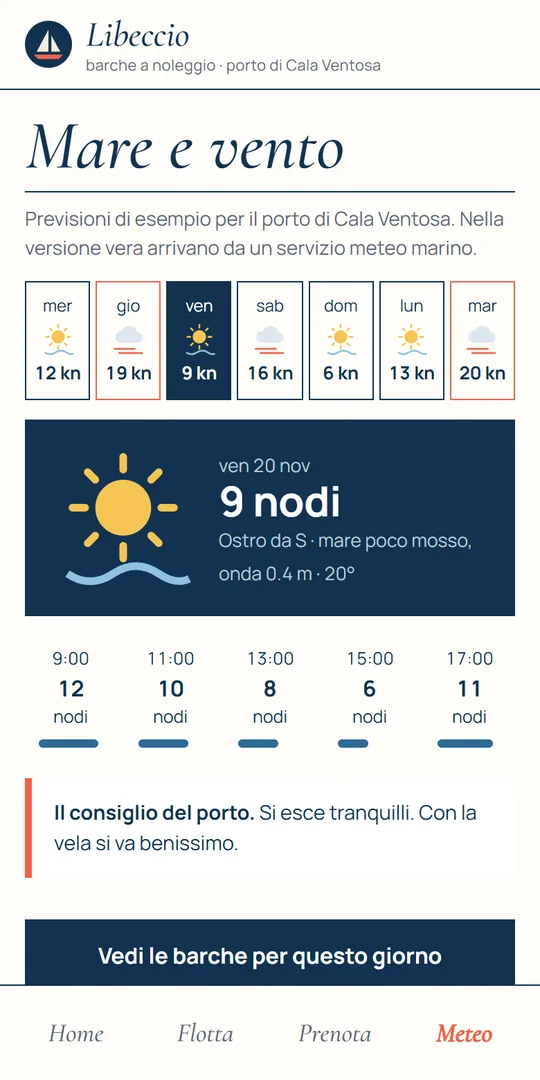 Libeccio
barche a noleggio · porto di Cala Ventosa
Mare e vento
Previsioni di esempio per il porto di Cala Ventosa. Nella
versione vera arrivano da un servizio meteo marino.
mer gio ven sab dom lun mar
12 kn 19 kn 9 kn 16 kn 6 kn 13 kn 20 kn
ven 20 nov
9 nodi
Ostro da S · mare poco mosso,
onda 0.4 m · 20°
9:00 11:00 13:00 15:00 17:00
12 10 8 6 11
nodi nodi nodi nodi nodi
Il consiglio del porto. Si esce tranquilli. Con la
vela si va benissimo.
Vedi le barche per questo giorno
Home Flotta Prenota Meteo